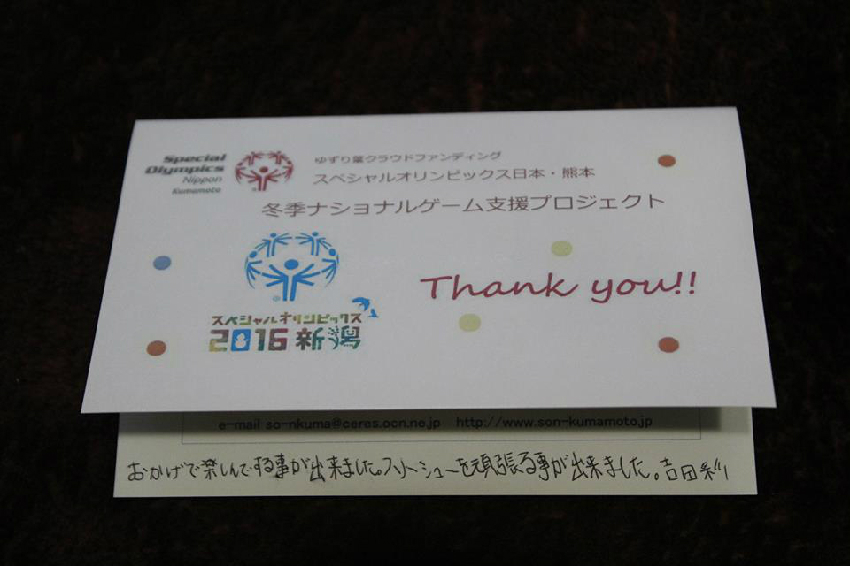 Special
Olympics
Nippon
Kumamoto
ゆずり葉クラウドファンディング
スペシャルオリンピックス日本・熊本
冬季ナショナルゲーム支援プロジェクト
Thank you!!
スペシャルオリンピックス
2016 新潟
e-mail so-nkuma@ceres.ocn.ne.jp http://www.son-kumamoto.jp
おかげで楽しんでする事が出来ました。スノーシューを頑張る事が出来ました。吉田